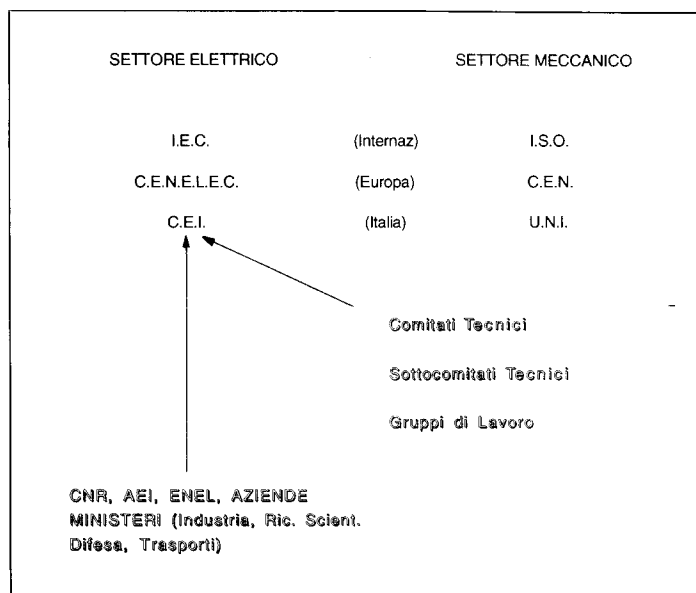 SETTORE ELETTRICO SETTORE MECCANICO
I.E.C. (Internaz) I.S.O.
C.E.N.E.L.E.C. (Europa) C.E.N.
C.E.I. (Italia) U.N.I.
Comitati Tecnici
Sottocomitati Tecnici
Gruppi di Lavoro
CNR, AEI, ENEL, AZIENDE
MINISTERI (Industria, Ric. Scient.
Difesa, Trasporti)